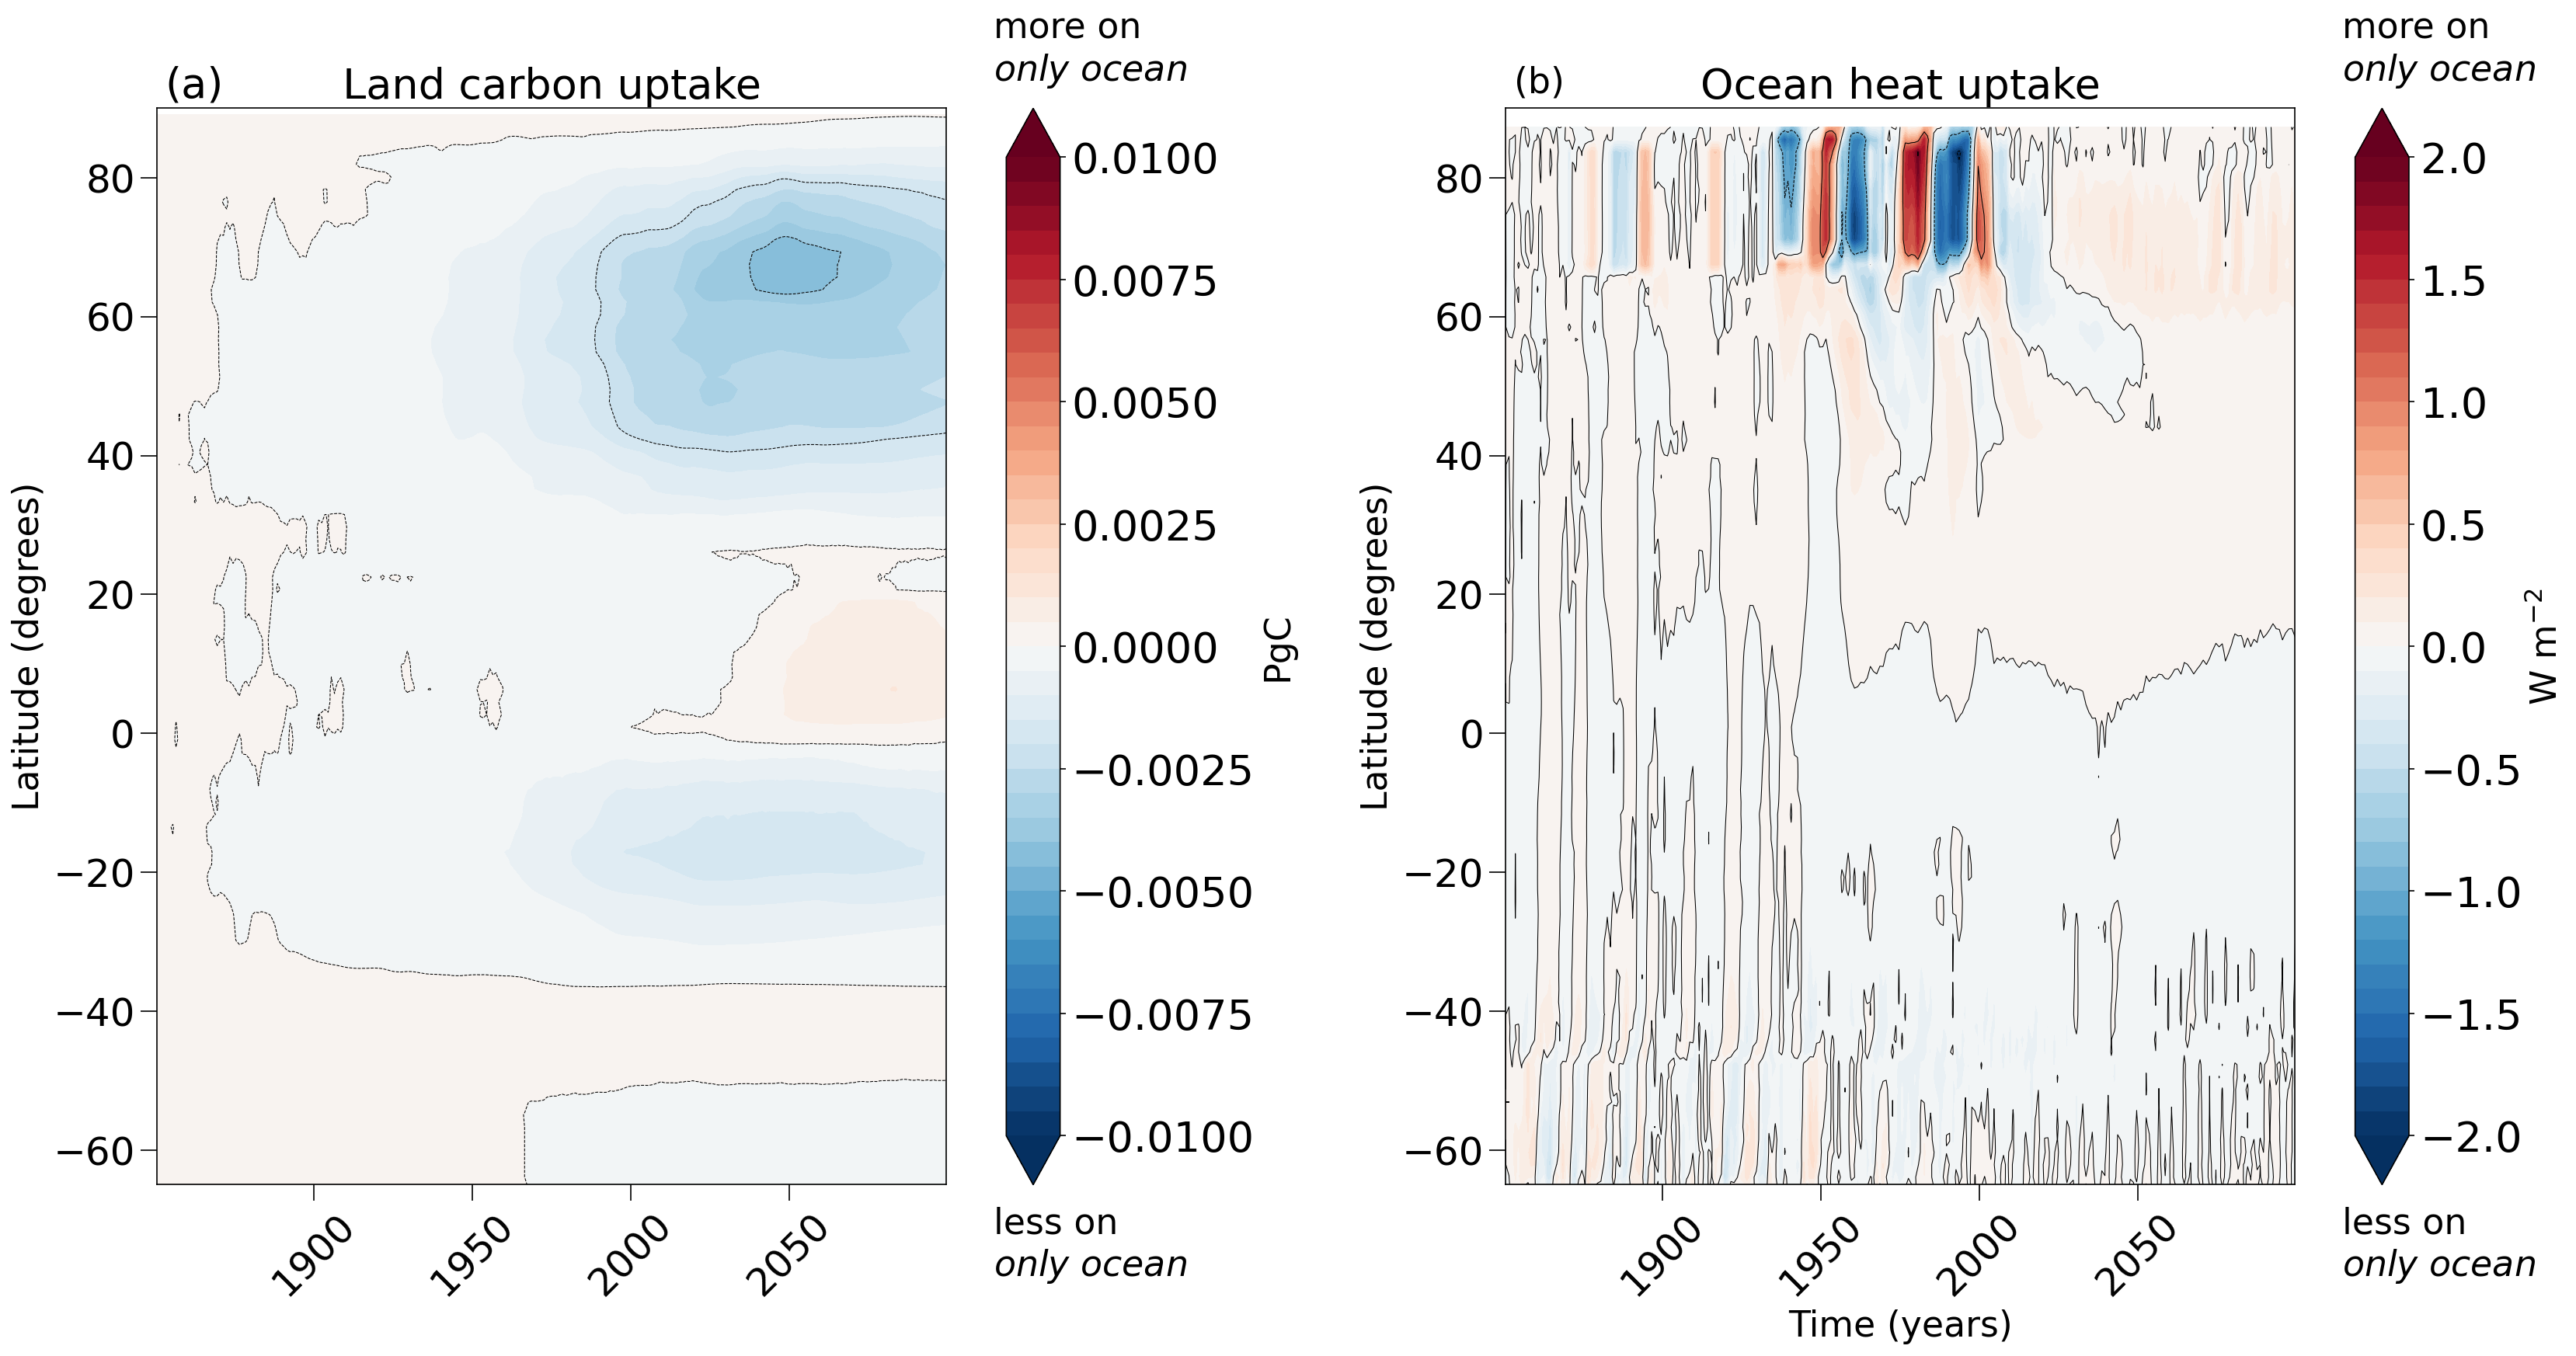 more on
only ocean
(a) Land carbon uptake
0.0100
0.0075
0.0050
0.0025
0.0000
−0.0025
−0.0050
−0.0075
−0.0100
PgC
less on
only ocean
Latitude (degrees)
80
60
40
20
0
−20
−40
−60
1900
1950
2000
2050
more on
only ocean
(b) Ocean heat uptake
2.0
1.5
1.0
0.5
0.0
−0.5
−1.0
−1.5
−2.0
W m⁻²
less on
only ocean
Latitude (degrees)
80
60
40
20
0
−20
−40
−60
1900
1950
2000
2050
Time (years)